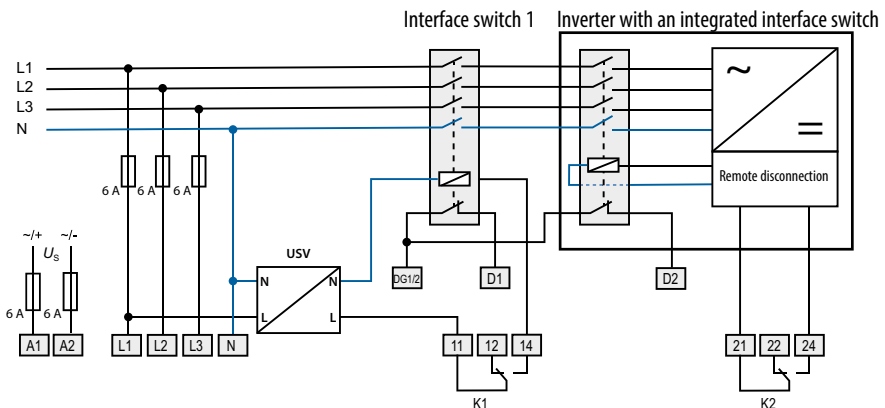 Interface switch 1
Inverter with an integrated interface switch
L1
L2
L3
N
~
=
Remote disconnection
6 A
6 A
6 A
~/+
~/-
Us
6 A
6 A
USV
N
N
L
L
DG1/2
D1
D2
A1
A2
L1
L2
L3
N
11
12
14
21
22
24
K1
K2